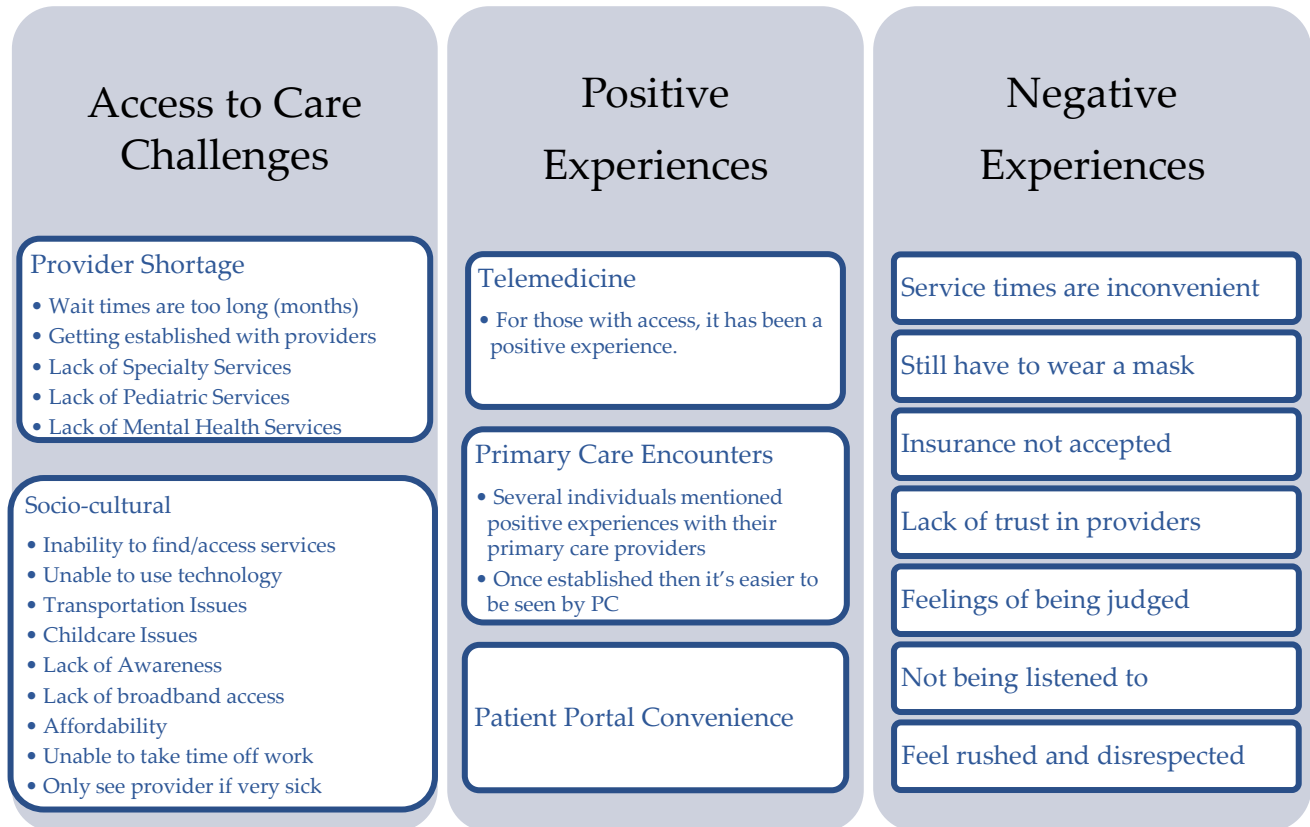 Access to Care
Challenges
Provider Shortage
• Wait times are too long (months)
• Getting established with providers
• Lack of Specialty Services
• Lack of Pediatric Services
• Lack of Mental Health Services
Socio-cultural
• Inability to find/access services
• Unable to use technology
• Transportation Issues
• Childcare Issues
• Lack of Awareness
• Lack of broadband access
• Affordability
• Unable to take time off work
• Only see provider if very sick
Positive
Experiences
Telemedicine
• For those with access, it has been a
positive experience.
Primary Care Encounters
• Several individuals mentioned
positive experiences with their
primary care providers
• Once established then it’s easier to
be seen by PC
Patient Portal Convenience
Negative
Experiences
Service times are inconvenient
Still have to wear a mask
Insurance not accepted
Lack of trust in providers
Feelings of being judged
Not being listened to
Feel rushed and disrespected